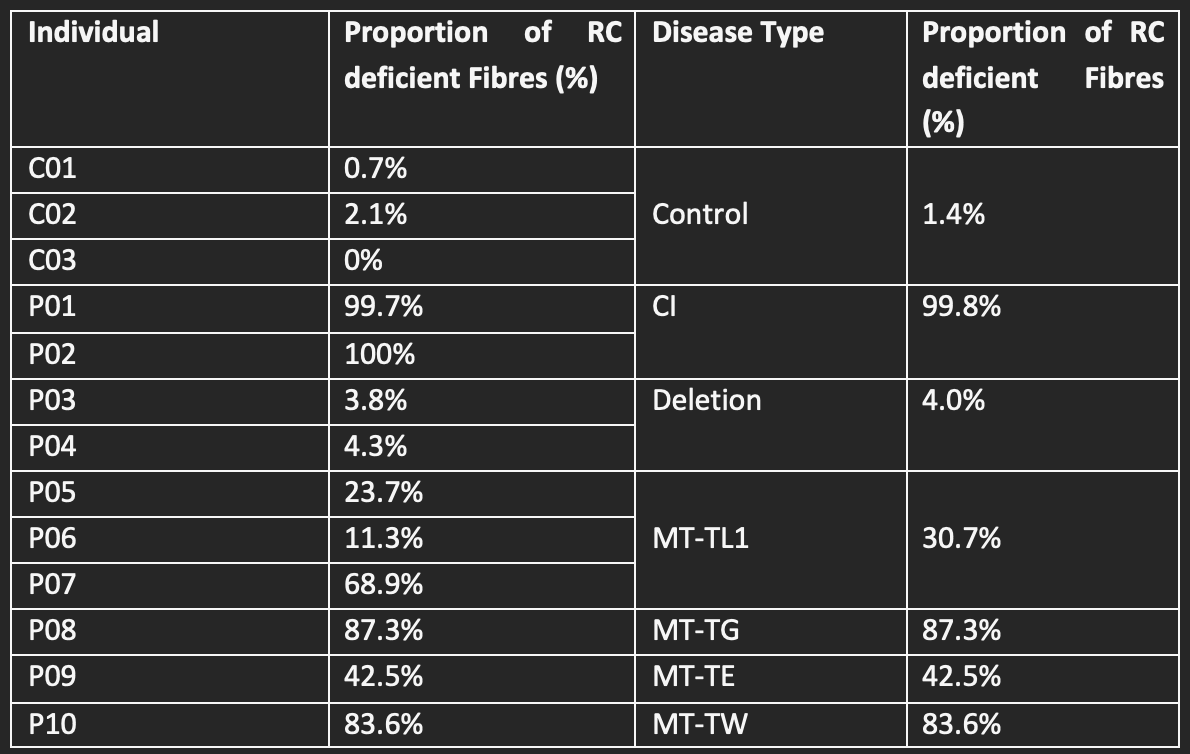 Individual
Proportion of RC
deficient Fibres (%)
Disease Type
Proportion of RC
deficient Fibres
(%)
C01
0.7%
Control
1.4%
C02
2.1%
C03
0%
P01
99.7%
CI
99.8%
P02
100%
P03
3.8%
Deletion
4.0%
P04
4.3%
P05
23.7%
MT-TL1
30.7%
P06
11.3%
P07
68.9%
P08
87.3%
MT-TG
87.3%
P09
42.5%
MT-TE
42.5%
P10
83.6%
MT-TW
83.6%